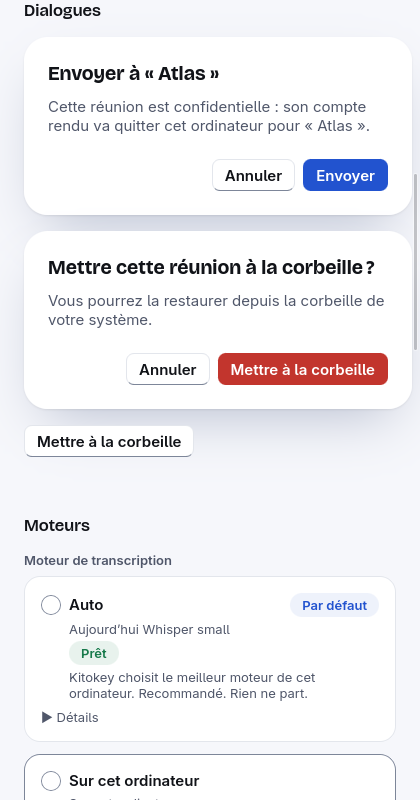 Dialogues
Envoyer à « Atlas »
Cette réunion est confidentielle : son compte
rendu va quitter cet ordinateur pour « Atlas ».
Annuler
Envoyer
Mettre cette réunion à la corbeille ?
Vous pourrez la restaurer depuis la corbeille de
votre système.
Annuler
Mettre à la corbeille
Mettre à la corbeille
Moteurs
Moteur de transcription
Auto
Par défaut
Aujourd’hui Whisper small
Prêt
Kitokey choisit le meilleur moteur de cet
ordinateur. Recommandé. Rien ne part.
▶ Détails
Sur cet ordinateur